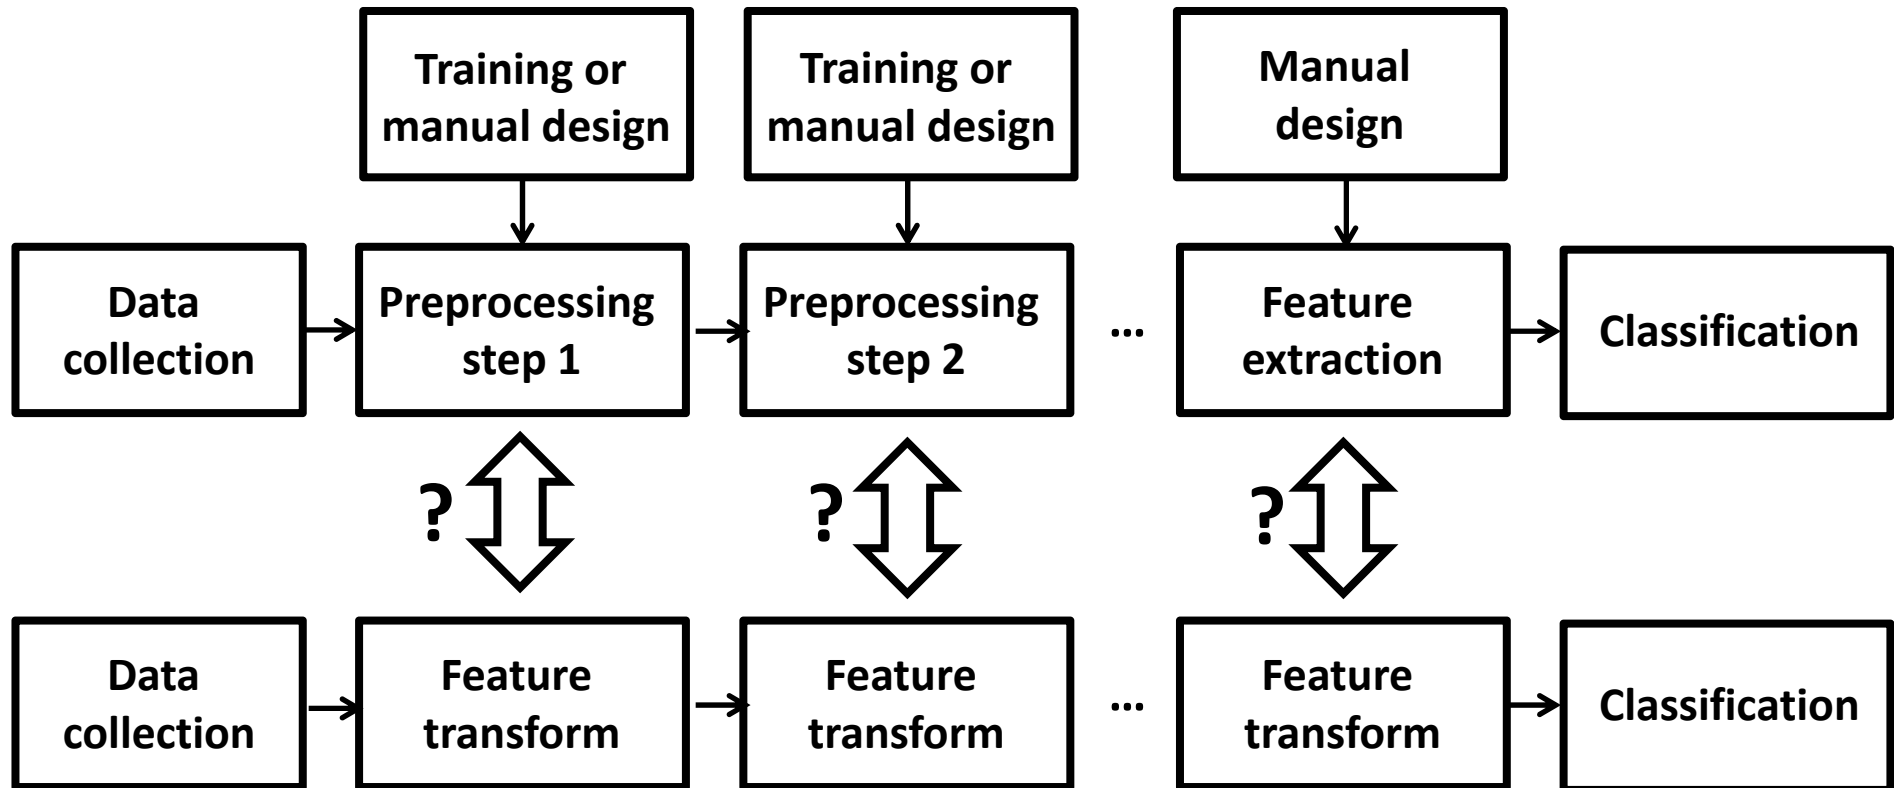 Training or
manual design
Training or
manual design
Manual
design
Data
collection
Preprocessing
step 1
Preprocessing
step 2
...
Feature
extraction
Classification
?
?
?
Data
collection
Feature
transform
Feature
transform
...
Feature
transform
Classification